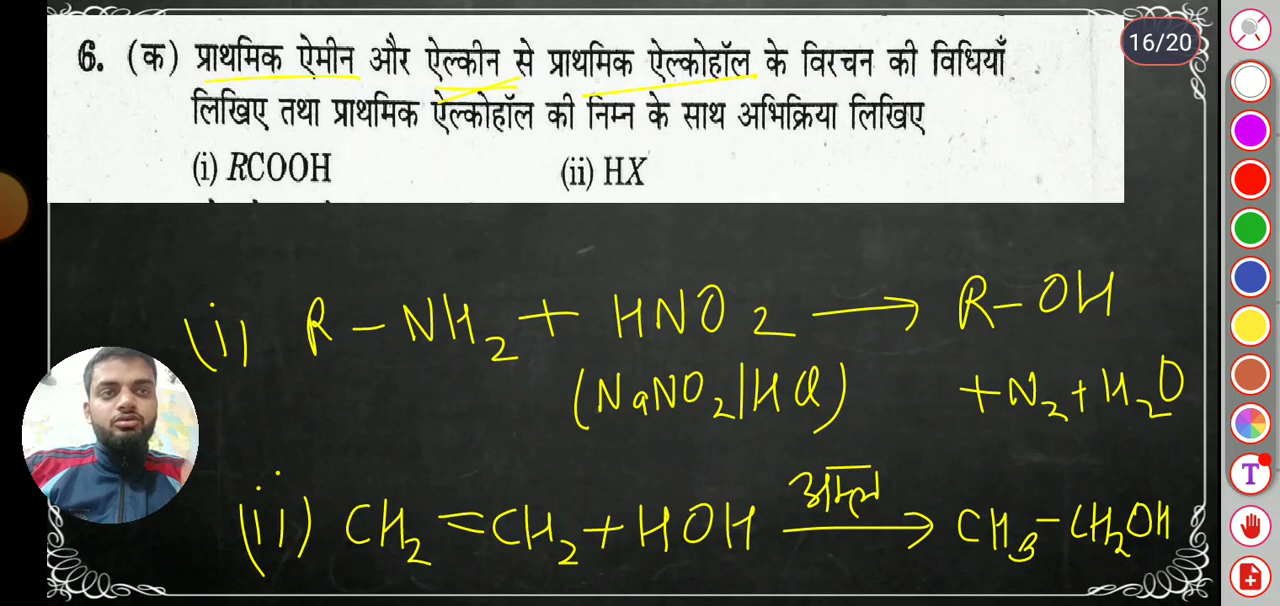 16/20
6. (क) प्राथमिक ऐमीन और ऐल्कीन से प्राथमिक ऐल्कोहॉल के विरचन की विधियाँ
लिखिए तथा प्राथमिक ऐल्कोहॉल की निम्न के साथ अभिक्रिया लिखिए
(i) RCOOH (ii) HX
(i) R – NH₂ + HNO₂ ⟶ R – OH
(NaNO₂/HCl) + N₂ + H₂O
(ii) CH₂ = CH₂ + HOH ⟶ CH₃ – CH₂OH
अम्ल
T